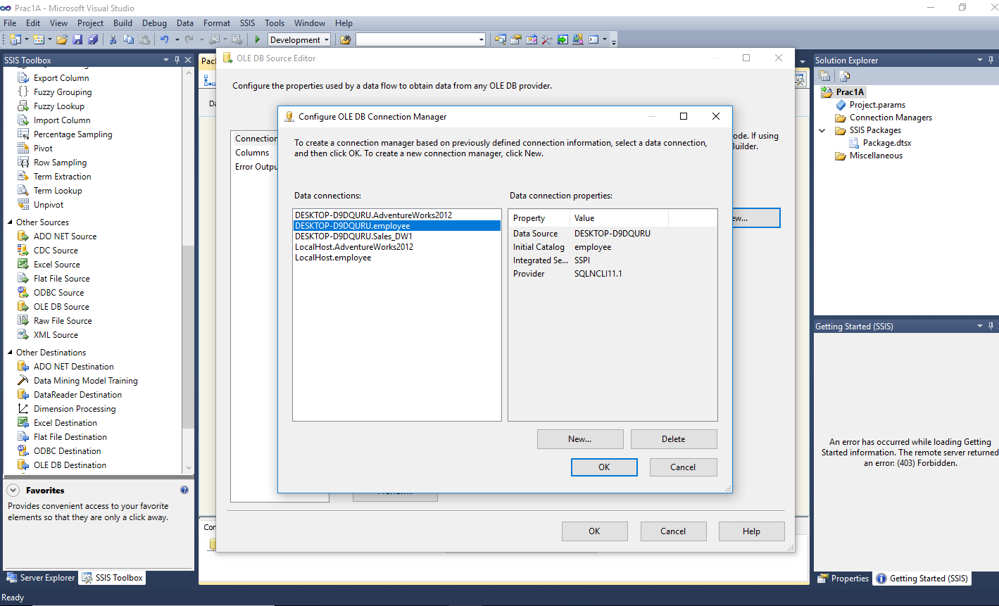 Prac1A - Microsoft Visual Studio
File Edit View Project Build Debug Data Format SSIS Tools Window Help
Development
SSIS Toolbox
Export Column
Fuzzy Grouping
Fuzzy Lookup
Import Column
Percentage Sampling
Pivot
Row Sampling
Term Extraction
Term Lookup
Unpivot
Other Sources
ADO NET Source
CDC Source
Excel Source
Flat File Source
ODBC Source
OLE DB Source
Raw File Source
XML Source
Other Destinations
ADO NET Destination
Data Mining Model Training
DataReader Destination
Dimension Processing
Excel Destination
Flat File Destination
ODBC Destination
OLE DB Destination
Favorites
Provides convenient access to your favorite
elements so that they are only a click away.
Server Explorer SSIS Toolbox
Ready
OLE DB Source Editor
Configure the properties used by a data flow to obtain data from any OLE DB provider.
Connection
Columns
Error Outpu
ode. If using
Builder.
ew...
Configure OLE DB Connection Manager
To create a connection manager based on previously defined connection information, select a data connection,
and then click OK. To create a new connection manager, click New.
Data connections:
DESKTOP-D9DQURU.AdventureWorks2012
DESKTOP-D9DQURU.employee
DESKTOP-D9DQURU.Sales_DW1
LocalHost.AdventureWorks2012
LocalHost.employee
Data connection properties:
Property Value
Data Source DESKTOP-D9DQURU
Initial Catalog employee
Integrated Se... SSPI
Provider SQLNCLI11.1
New... Delete
OK Cancel
OK Cancel Help
Solution Explorer
Prac1A
Project.params
Connection Managers
SSIS Packages
Package.dtsx
Miscellaneous
Getting Started (SSIS)
An error has occurred while loading Getting
Started information. The remote server returned
an error: (403) Forbidden.
Properties Getting Started (SSIS)